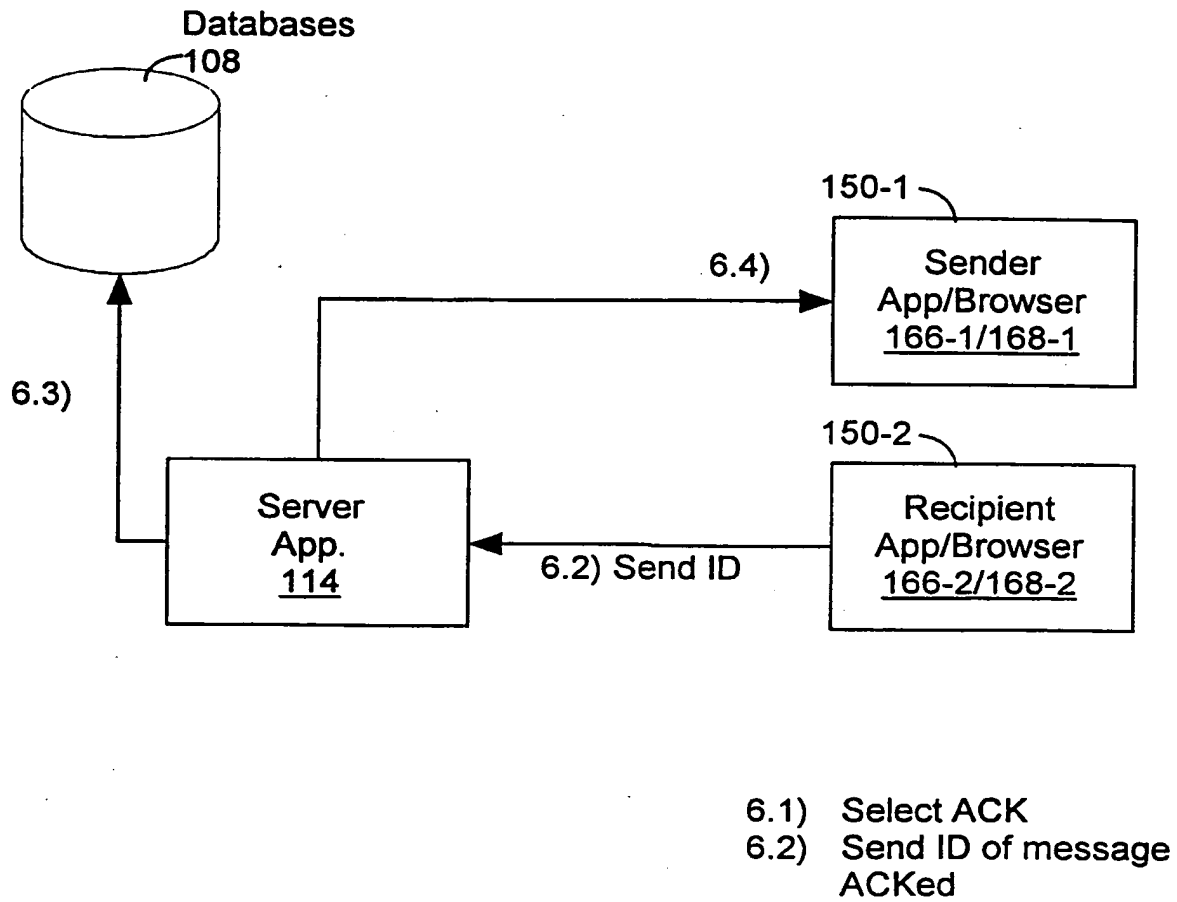 Databases
108
150-1
Sender
App/Browser
166-1/168-1
6.4)
6.3)
150-2
Server
App.
114
Recipient
App/Browser
166-2/168-2
6.2) Send ID
6.1) Select ACK
6.2) Send ID of message
ACKed